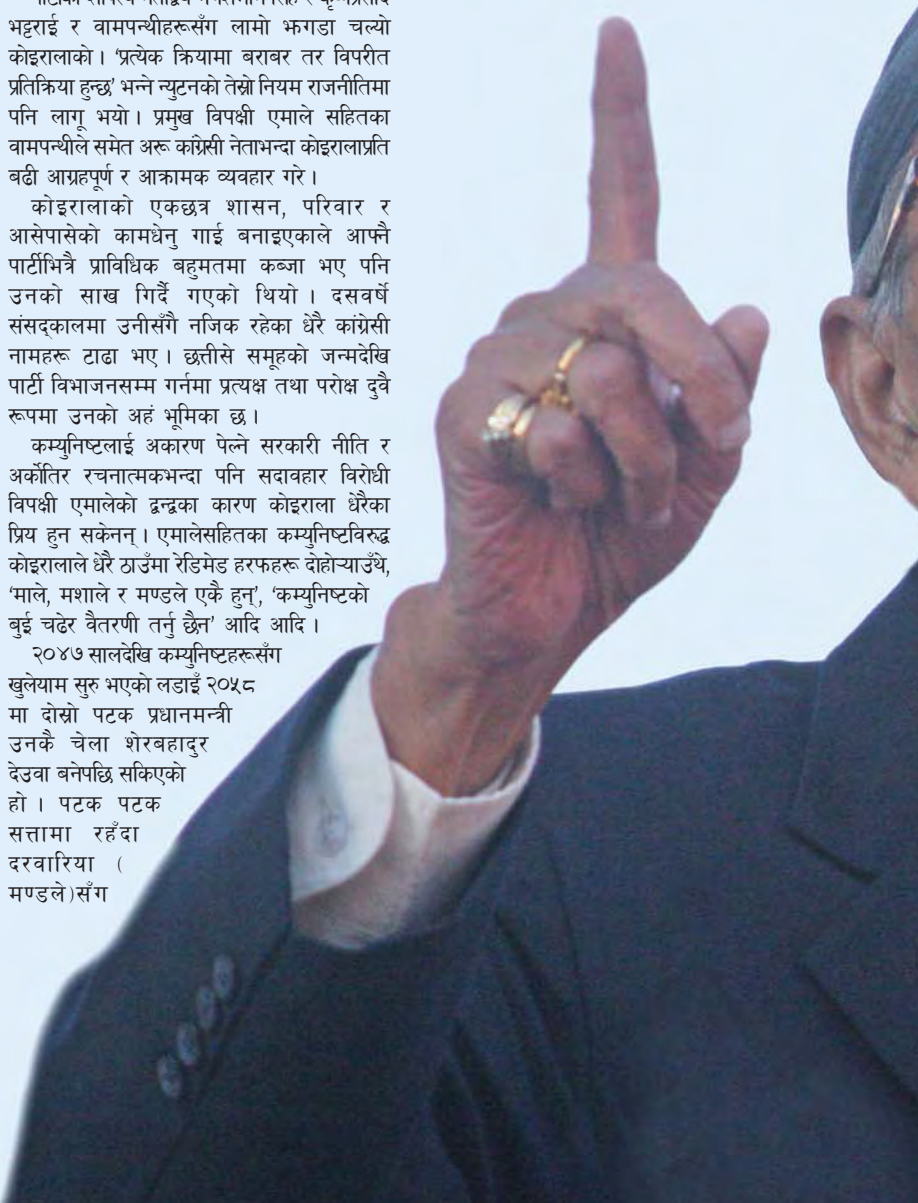 भट्टराई र वामपन्थीहरूसँग लामो झगडा चल्यो
कोइरालाको । ‘प्रत्येक क्रियामा बराबर तर विपरीत
प्रतिक्रिया हुन्छ’ भन्ने न्युटनको तेस्रो नियम राजनीतिमा
पनि लागू भयो । प्रमुख विपक्षी एमाले सहितका
वामपन्थीले समेत अरू कांग्रेसी नेताभन्दा कोइरालाप्रति
बढी आग्रहपूर्ण र आक्रामक व्यवहार गरे ।
कोइरालाको एकछत्र शासन, परिवार र
आसेपासेको कामधेनु गाई बनाइएकाले आफ्नै
पार्टीभित्रै प्राविधिक बहुमतमा कब्जा भए पनि
उनको साख गिर्दै गएको थियो । दसवर्षे
संसद्कालमा उनीसँगै नजिक रहेका धेरै कांग्रेसी
नामहरू टाढा भए । छत्तीसे समूहको जन्मदेखि
पार्टी विभाजनसम्म गर्नमा प्रत्यक्ष तथा परोक्ष दुवै
रूपमा उनको अहं भूमिका छ ।
कम्युनिष्टलाई अकारण पेल्ने सरकारी नीति र
अर्कोतिर रचनात्मकभन्दा पनि सदावहार विरोधी
विपक्षी एमालेको द्वन्द्वका कारण कोइराला धेरैका
प्रिय हुन सकेनन् । एमालेसहितका कम्युनिष्टविरुद्ध
कोइरालाले धेरै ठाउँमा रेडिमेड हरफहरू दोहोऱ्याउँथे,
‘माले, मशाले र मण्डले एकै हुन्’, ‘कम्युनिष्टको
बुई चढेर वैतरणी तर्नु छैन’ आदि आदि ।
२०४७ सालदेखि कम्युनिष्टहरूसँग
खुलेयाम सुरु भएको लडाइँ २०५८
मा दोस्रो पटक प्रधानमन्त्री
उनकै चेला शेरबहादुर
देउवा बनेपछि सकिएको
हो । पटक पटक
सत्तामा रहँदा
दरवारिया (
मण्डले)सँग